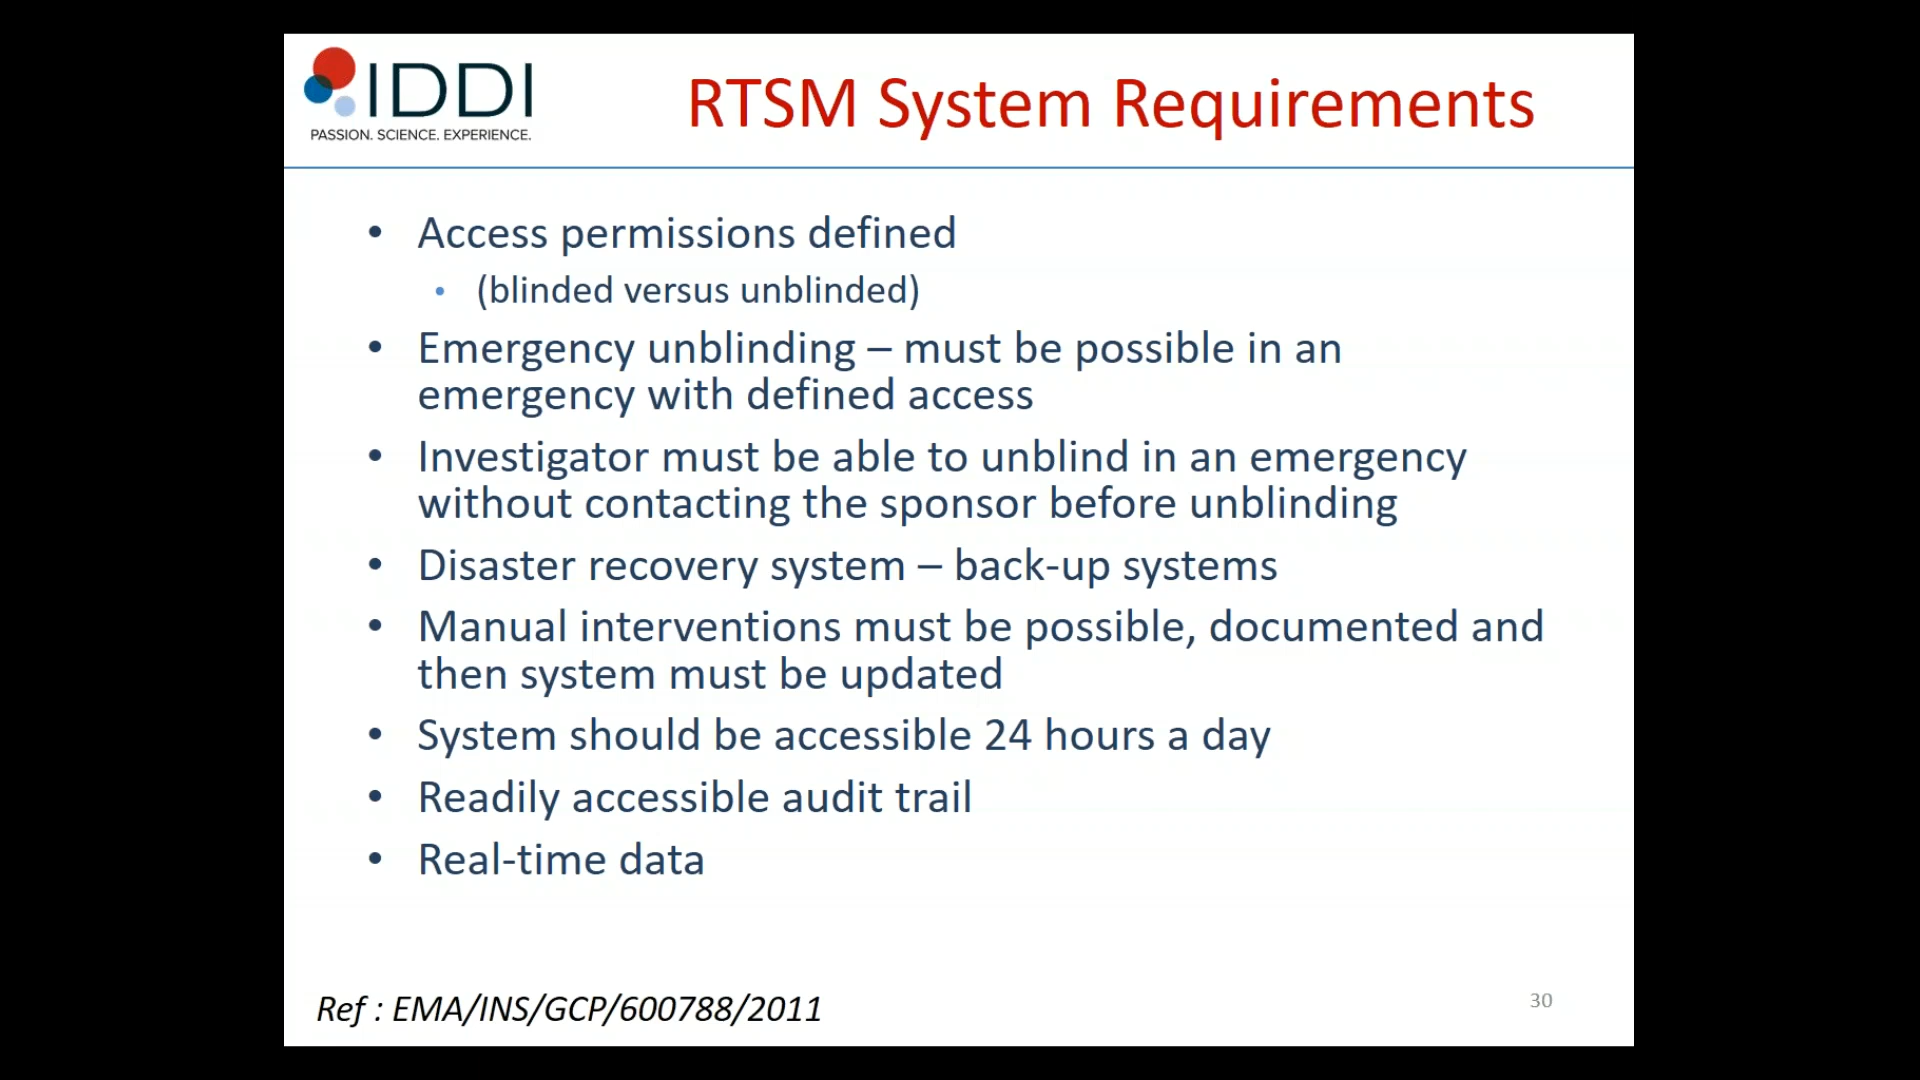 IDDI
PASSION. SCIENCE. EXPERIENCE.
RTSM System Requirements
• Access permissions defined
• (blinded versus unblinded)
• Emergency unblinding – must be possible in an
emergency with defined access
• Investigator must be able to unblind in an emergency
without contacting the sponsor before unblinding
• Disaster recovery system – back-up systems
• Manual interventions must be possible, documented and
then system must be updated
• System should be accessible 24 hours a day
• Readily accessible audit trail
• Real-time data
Ref : EMA/INS/GCP/600788/2011
30